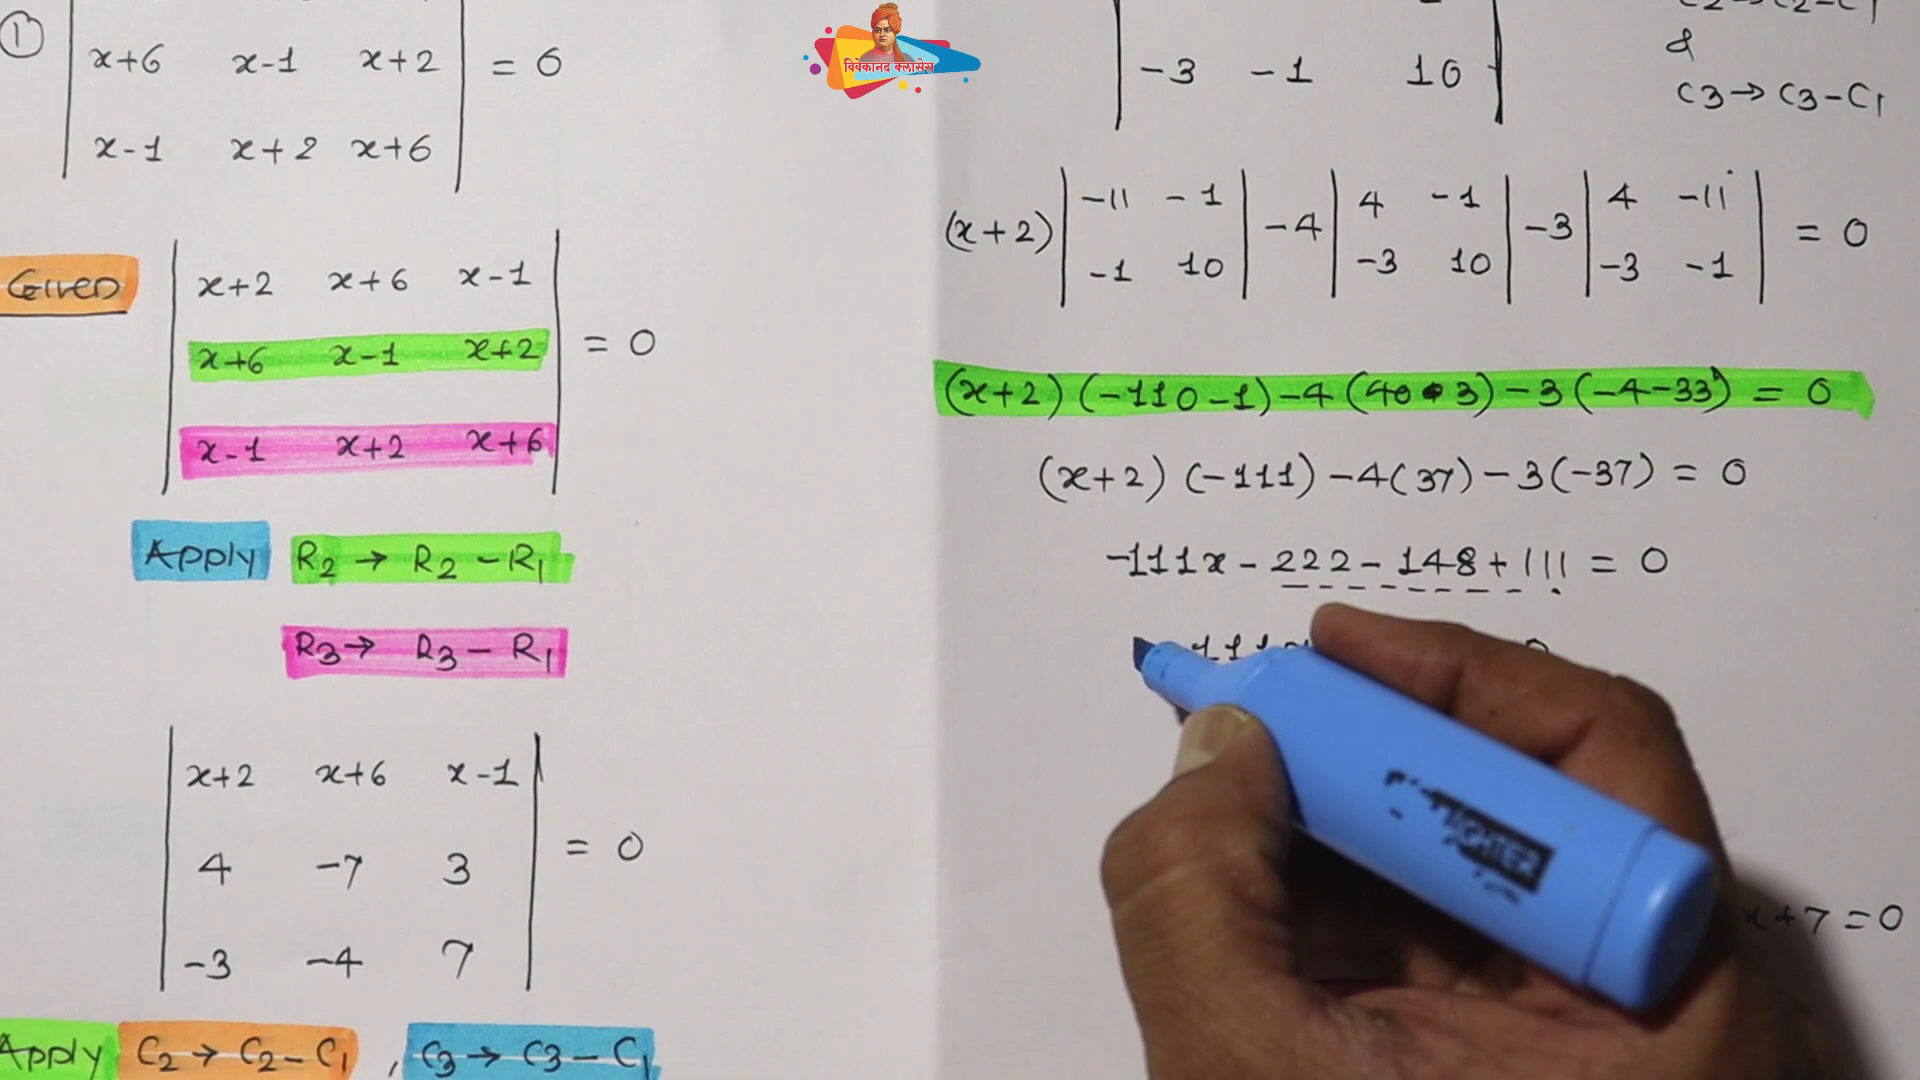 1
x+6 x-1 x+2 = 0
x-1 x+2 x+6
Given
x+2 x+6 x-1
x+6 x-1 x+2 = 0
x-1 x+2 x+6
Apply R2 → R2 - R1
R3 → R3 - R1
x+2 x+6 x-1
4 -7 3 = 0
-3 -4 7
Apply C2 → C2 - C1 , C3 → C3 - C1
विवेकानंद क्लासेस
C2 → C2-C1
&
-3 -1 10
C3 → C3-C1
(x+2) | -11 -1 | -4 | 4 -1 | -3 | 4 -11 | = 0
| -1 10 | | -3 10 | | -3 -1 |
(x+2) (-110-1) -4 (40 3) -3 (-4-33) = 0
(x+2) (-111) -4(37) -3(-37) = 0
-111x - 222 - 148 + 111 = 0
x+7=0